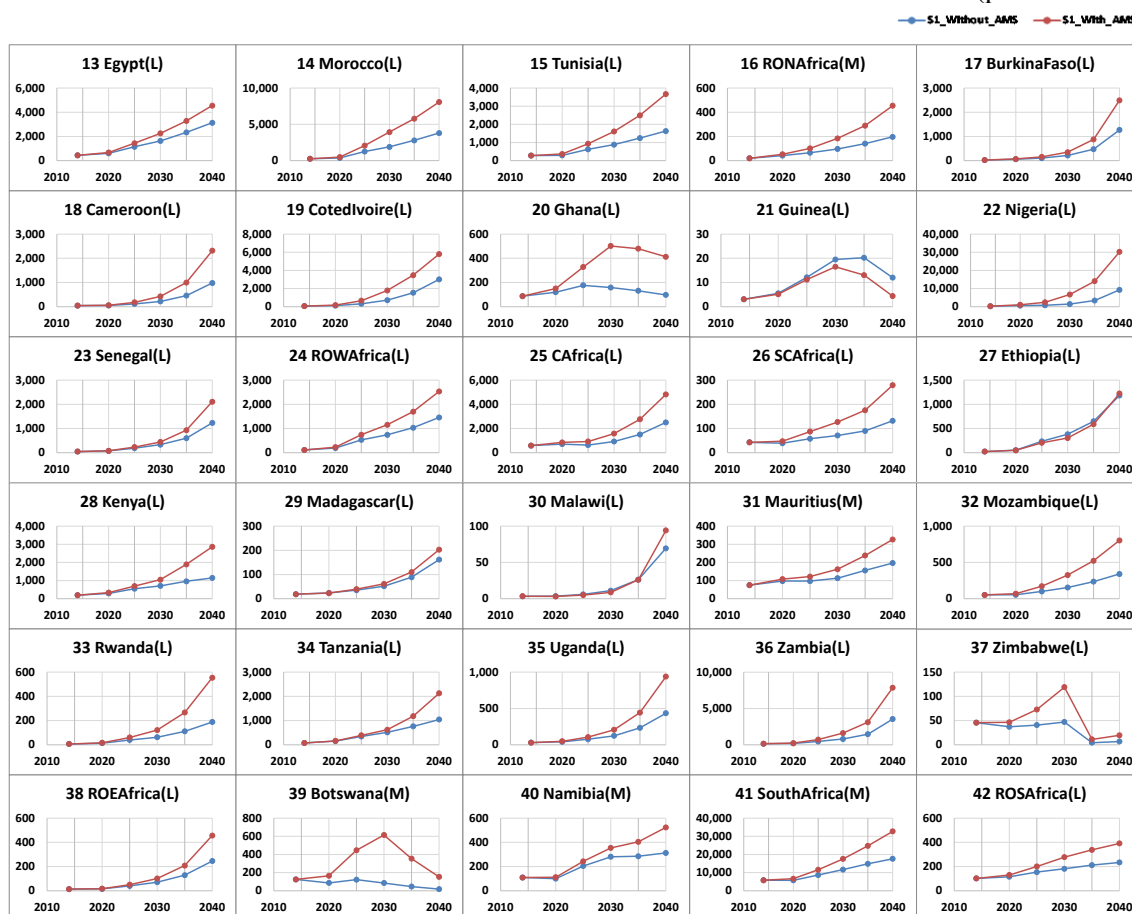 (p
S1_Without_AMS S1_With_AMS
13 Egypt(L)
6,000
4,000
2,000
0
2010 2020 2030 2040
14 Morocco(L)
10,000
5,000
0
2010 2020 2030 2040
15 Tunisia(L)
4,000
3,000
2,000
1,000
0
2010 2020 2030 2040
16 RONAfrica(M)
600
400
200
0
2010 2020 2030 2040
17 BurkinaFaso(L)
3,000
2,000
1,000
0
2010 2020 2030 2040
18 Cameroon(L)
3,000
2,000
1,000
0
2010 2020 2030 2040
19 CotedIvoire(L)
8,000
6,000
4,000
2,000
0
2010 2020 2030 2040
20 Ghana(L)
600
400
200
0
2010 2020 2030 2040
21 Guinea(L)
30
20
10
0
2010 2020 2030 2040
22 Nigeria(L)
40,000
30,000
20,000
10,000
0
2010 2020 2030 2040
23 Senegal(L)
3,000
2,000
1,000
0
2010 2020 2030 2040
24 ROWAfrica(L)
3,000
2,000
1,000
0
2010 2020 2030 2040
25 CAfrica(L)
6,000
4,000
2,000
0
2010 2020 2030 2040
26 SCAfrica(L)
300
200
100
0
2010 2020 2030 2040
27 Ethiopia(L)
1,500
1,000
500
0
2010 2020 2030 2040
28 Kenya(L)
4,000
3,000
2,000
1,000
0
2010 2020 2030 2040
29 Madagascar(L)
300
200
100
0
2010 2020 2030 2040
30 Malawi(L)
100
50
0
2010 2020 2030 2040
31 Mauritius(M)
400
300
200
100
0
2010 2020 2030 2040
32 Mozambique(L)
1,000
500
0
2010 2020 2030 2040
33 Rwanda(L)
600
400
200
0
2010 2020 2030 2040
34 Tanzania(L)
3,000
2,000
1,000
0
2010 2020 2030 2040
35 Uganda(L)
1,000
500
0
2010 2020 2030 2040
36 Zambia(L)
10,000
5,000
0
2010 2020 2030 2040
37 Zimbabwe(L)
150
100
50
0
2010 2020 2030 2040
38 ROEAfrica(L)
600
400
200
0
2010 2020 2030 2040
39 Botswana(M)
800
600
400
200
0
2010 2020 2030 2040
40 Namibia(M)
600
400
200
0
2010 2020 2030 2040
41 SouthAfrica(M)
40,000
30,000
20,000
10,000
0
2010 2020 2030 2040
42 ROSAfrica(L)
600
400
200
0
2010 2020 2030 2040